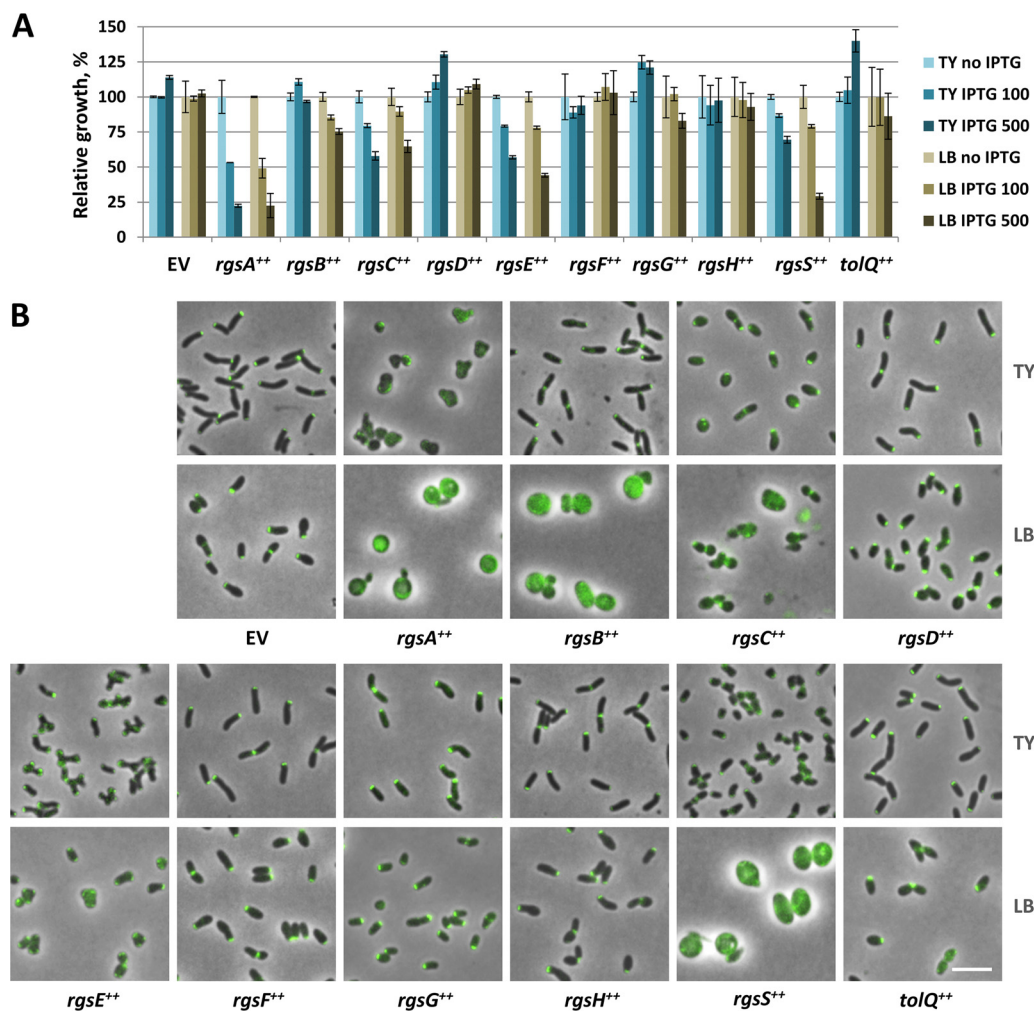 A
Relative growth, %
150
125
100
75
50
25
0
EV rgsA++ rgsB++ rgsC++ rgsD++ rgsE++ rgsF++ rgsG++ rgsH++ rgsS++ tolQ++
TY no IPTG
TY IPTG 100
TY IPTG 500
LB no IPTG
LB IPTG 100
LB IPTG 500
B
TY
LB
EV rgsA++ rgsB++ rgsC++ rgsD++
TY
LB
rgsE++ rgsF++ rgsG++ rgsH++ rgsS++ tolQ++